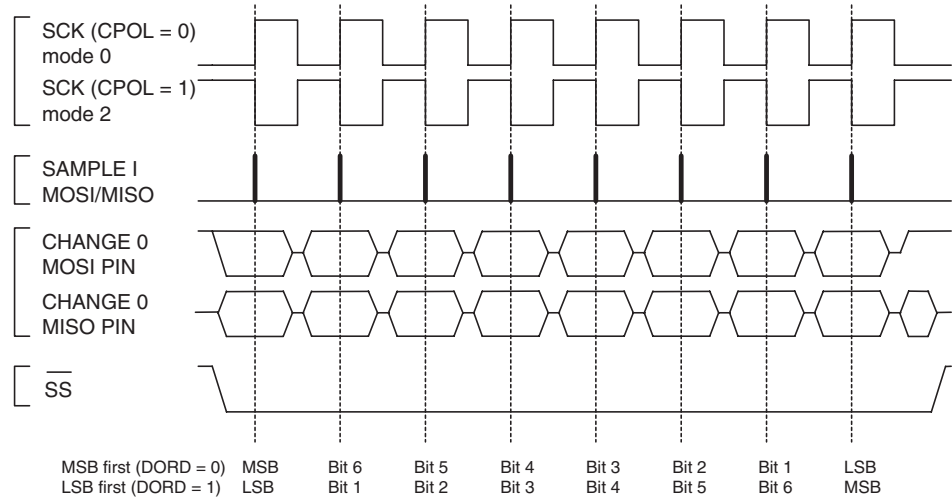 SCK (CPOL = 0)
mode 0
SCK (CPOL = 1)
mode 2
SAMPLE I
MOSI/MISO
CHANGE 0
MOSI PIN
CHANGE 0
MISO PIN
SS
MSB first (DORD = 0) MSB Bit 6 Bit 5 Bit 4 Bit 3 Bit 2 Bit 1 LSB
LSB first (DORD = 1) LSB Bit 1 Bit 2 Bit 3 Bit 4 Bit 5 Bit 6 MSB